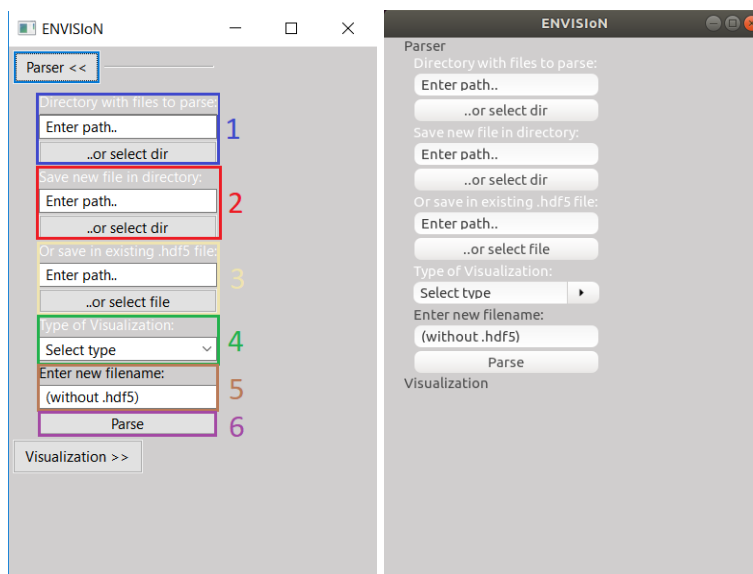 ENVISIoN
Parser <<
Directory with files to parse:
Enter path..
..or select dir
1
Save new file in directory:
Enter path..
..or select dir
2
Or save in existing .hdf5 file:
Enter path..
..or select file
3
Type of Visualization:
Select type
4
Enter new filename:
(without .hdf5)
5
Parse
6
Visualization >>
ENVISIoN
Parser
Directory with files to parse:
Enter path..
..or select dir
Save new file in directory:
Enter path..
..or select dir
Or save in existing .hdf5 file:
Enter path..
..or select file
Type of Visualization:
Select type
Enter new filename:
(without .hdf5)
Parse
Visualization